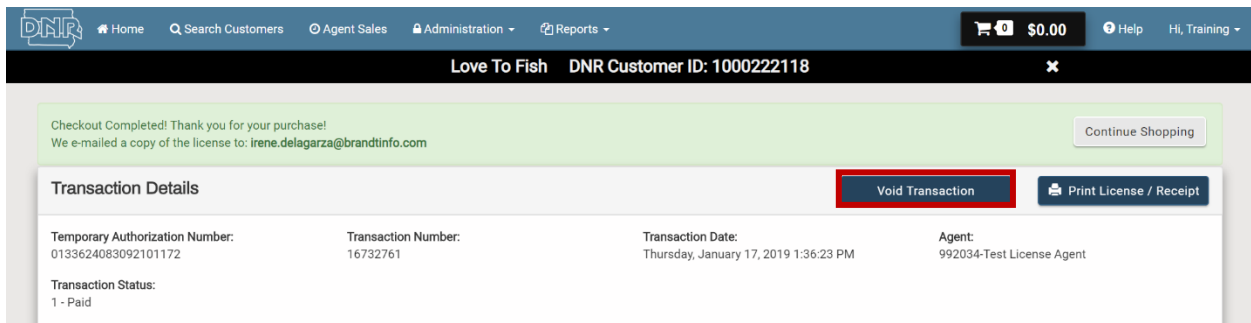 DNR Home Search Customers Agent Sales Administration Reports 0 $0.00 Help Hi, Training
Love To Fish DNR Customer ID: 1000222118
Checkout Completed! Thank you for your purchase!
We e-mailed a copy of the license to: irene.delagarza@brandtinfo.com
Continue Shopping
Transaction Details Void Transaction Print License / Receipt
Temporary Authorization Number: Transaction Number: Transaction Date: Agent:
0133624083092101172 16732761 Thursday, January 17, 2019 1:36:23 PM 992034-Test License Agent
Transaction Status:
1 - Paid